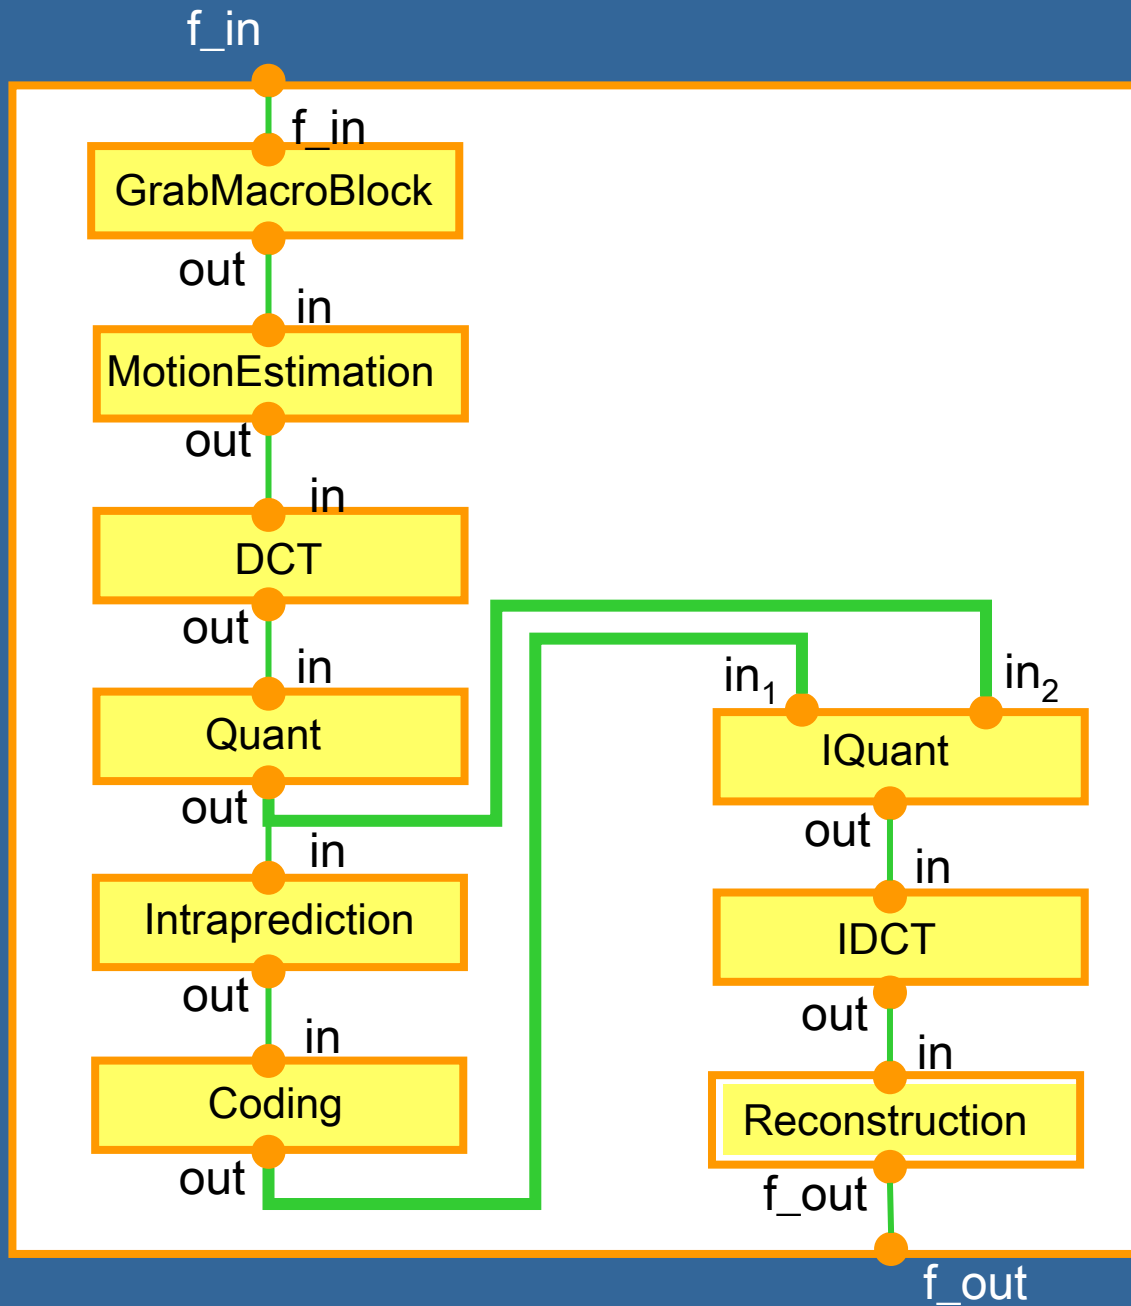 f_in
f_in
GrabMacroBlock
out
in
MotionEstimation
out
in
DCT
out
in
Quant
out
in
Intraprediction
out
in
Coding
out
in₁
in₂
IQuant
out
in
IDCT
out
in
Reconstruction
f_out
f_out